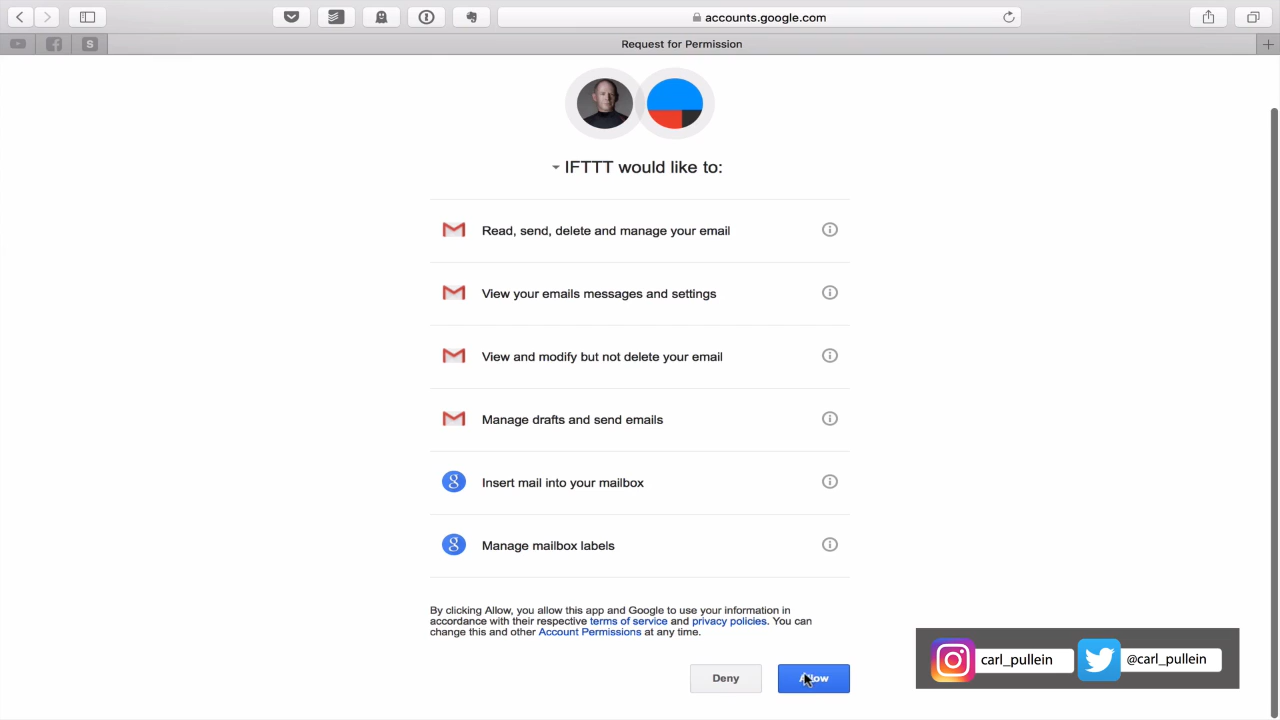 accounts.google.com
S
Request for Permission
IFTTT would like to:
Read, send, delete and manage your email
View your emails messages and settings
View and modify but not delete your email
Manage drafts and send emails
Insert mail into your mailbox
Manage mailbox labels
By clicking Allow, you allow this app and Google to use your information in
accordance with their respective terms of service and privacy policies. You can
change this and other Account Permissions at any time.
Deny
Allow
carl_pullein
@carl_pullein